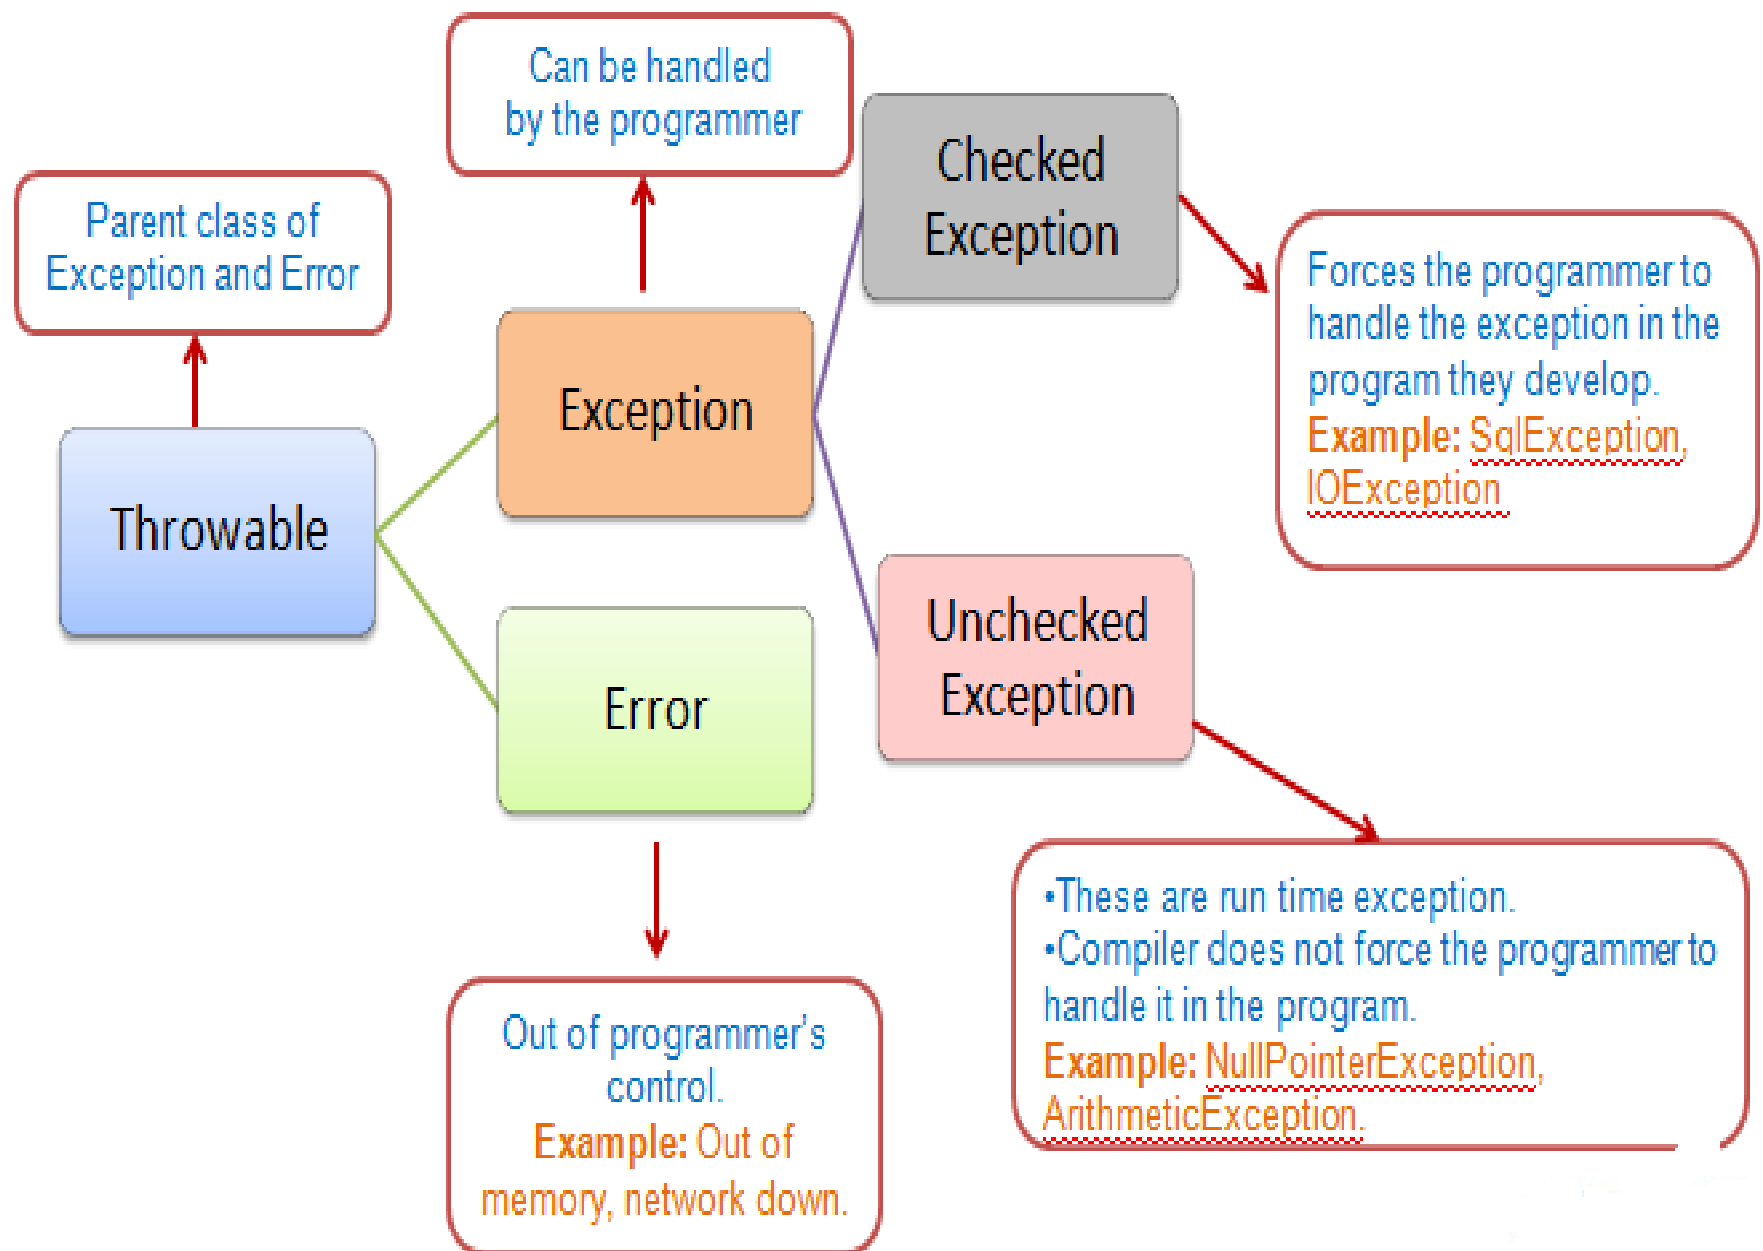 Can be handled
by the programmer
Parent class of
Exception and Error
Checked
Exception
Forces the programmer to
handle the exception in the
program they develop.
Example: SqlException,
IOException
Exception
Throwable
Unchecked
Exception
Error
•These are run time exception.
•Compiler does not force the programmer to
handle it in the program.
Example: NullPointerException,
ArithmeticException.
Out of programmer's
control.
Example: Out of
memory, network down.